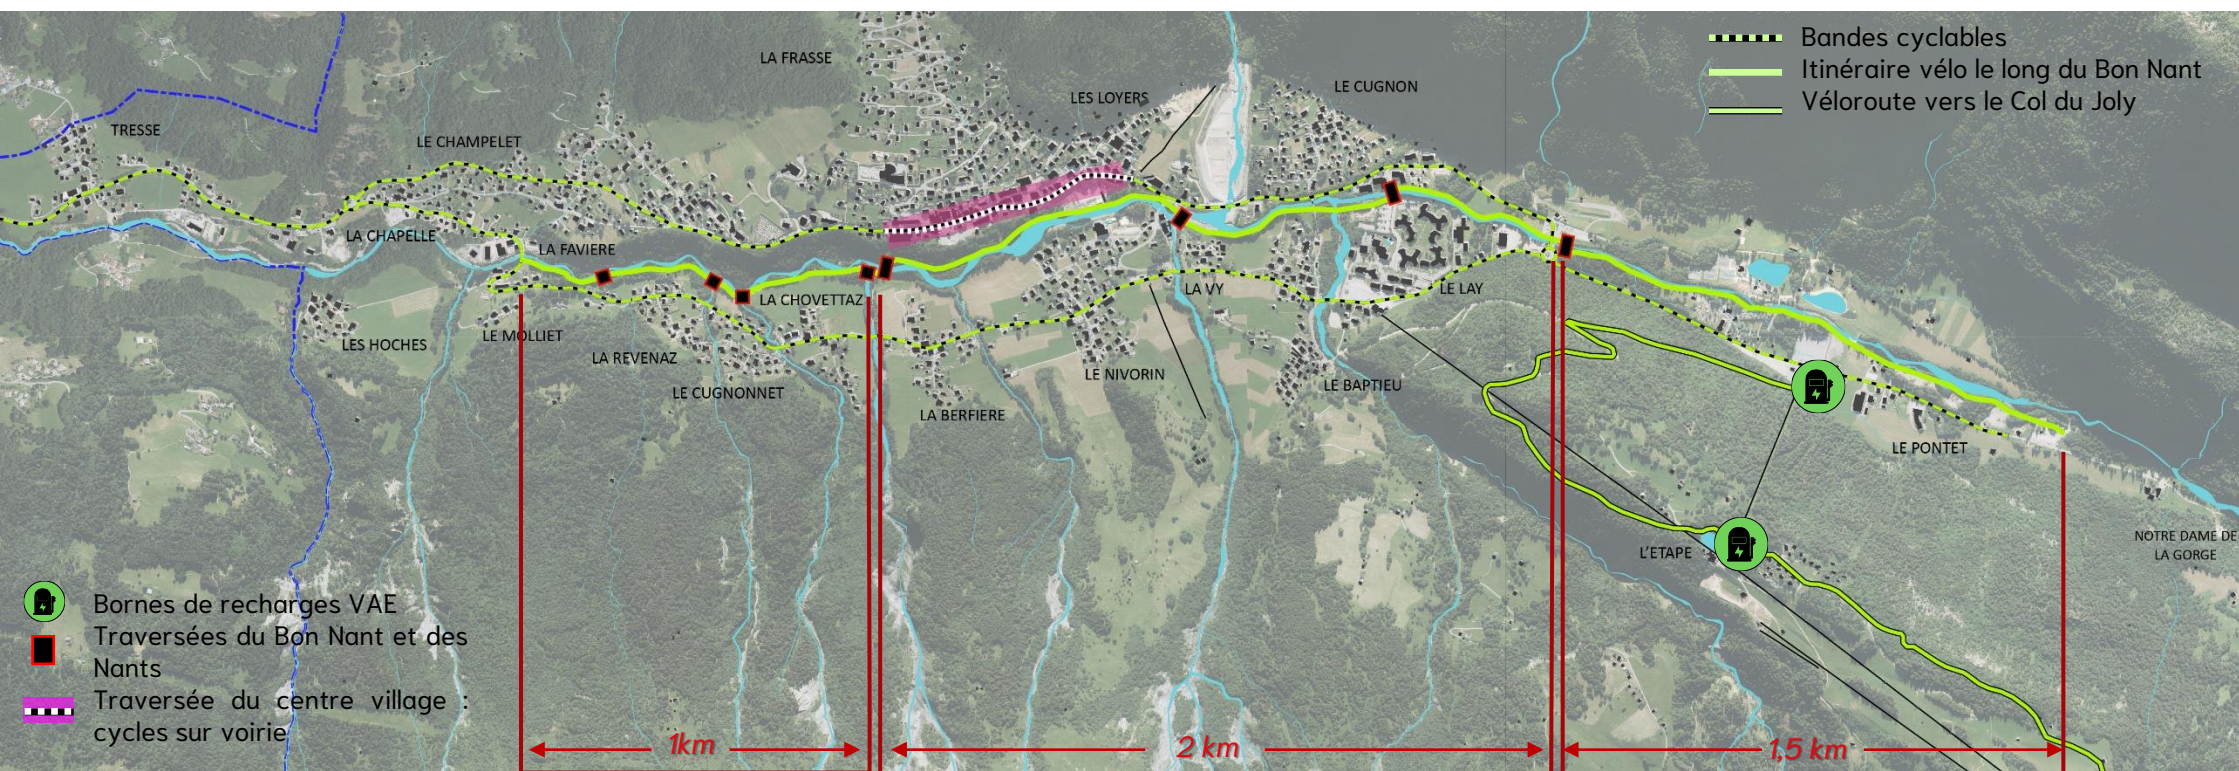 Bandes cyclables
Itinéraire vélo le long du Bon Nant
Véloroute vers le Col du Joly
LA FRASSE
LE CUGNON
LES LOYERS
TRESSE
LE CHAMPELET
LA CHAPELLE
LA FAVIERE
LA CHOVETTAZ
LA VY
LE LAY
LES HOCHES
LE MOLLIET
LA REVENAZ
LE CUGNONNET
LE NIVORIN
LE BAPTIEU
LA BERFIERE
LE PONTET
L'ETAPE
NOTRE DAME DE
LA GORGE
Bornes de recharges VAE
Traversées du Bon Nant et des
Nants
Traversée du centre village :
cycles sur voirie
1km
2 km
1,5 km